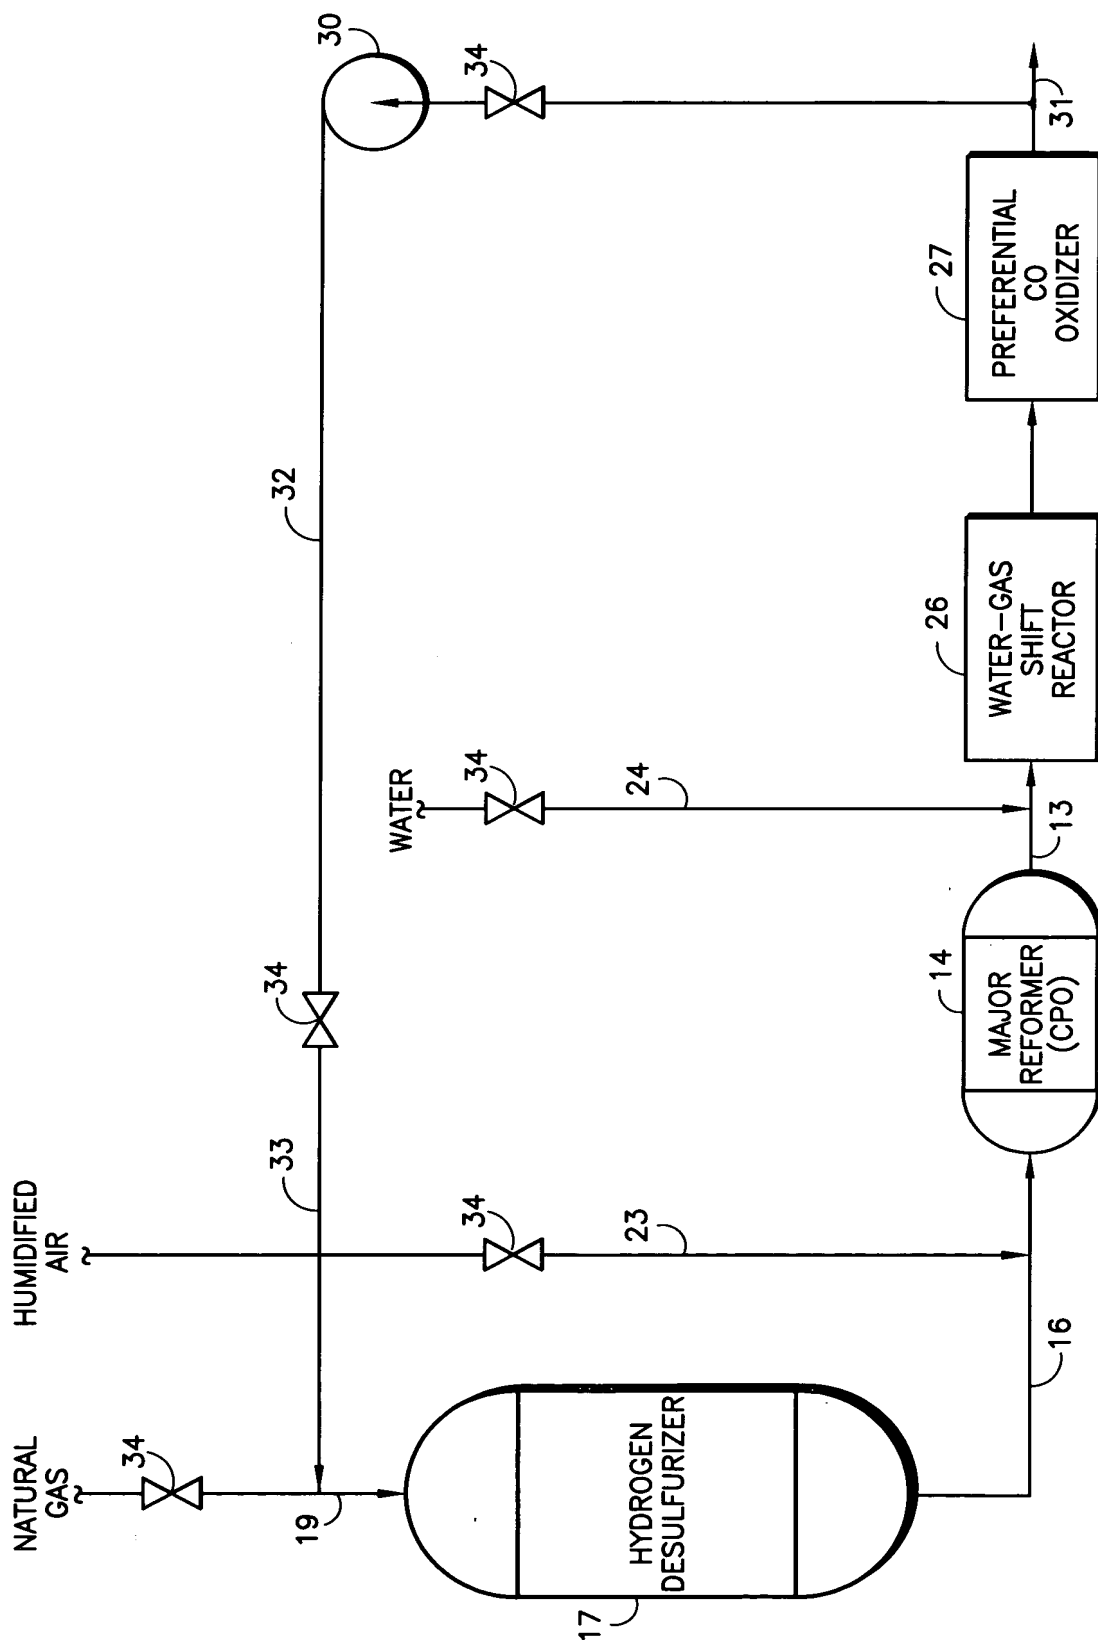 NATURAL
GAS
34
19
HYDROGEN
DESULFURIZER
17
HUMIDIFIED
AIR
33
34
23
16
34
MAJOR
REFORMER
(CPO)
14
13
WATER
34
24
WATER-GAS
SHIFT
REACTOR
26
32
PREFERENTIAL
CO
OXIDIZER
27
30
34
31